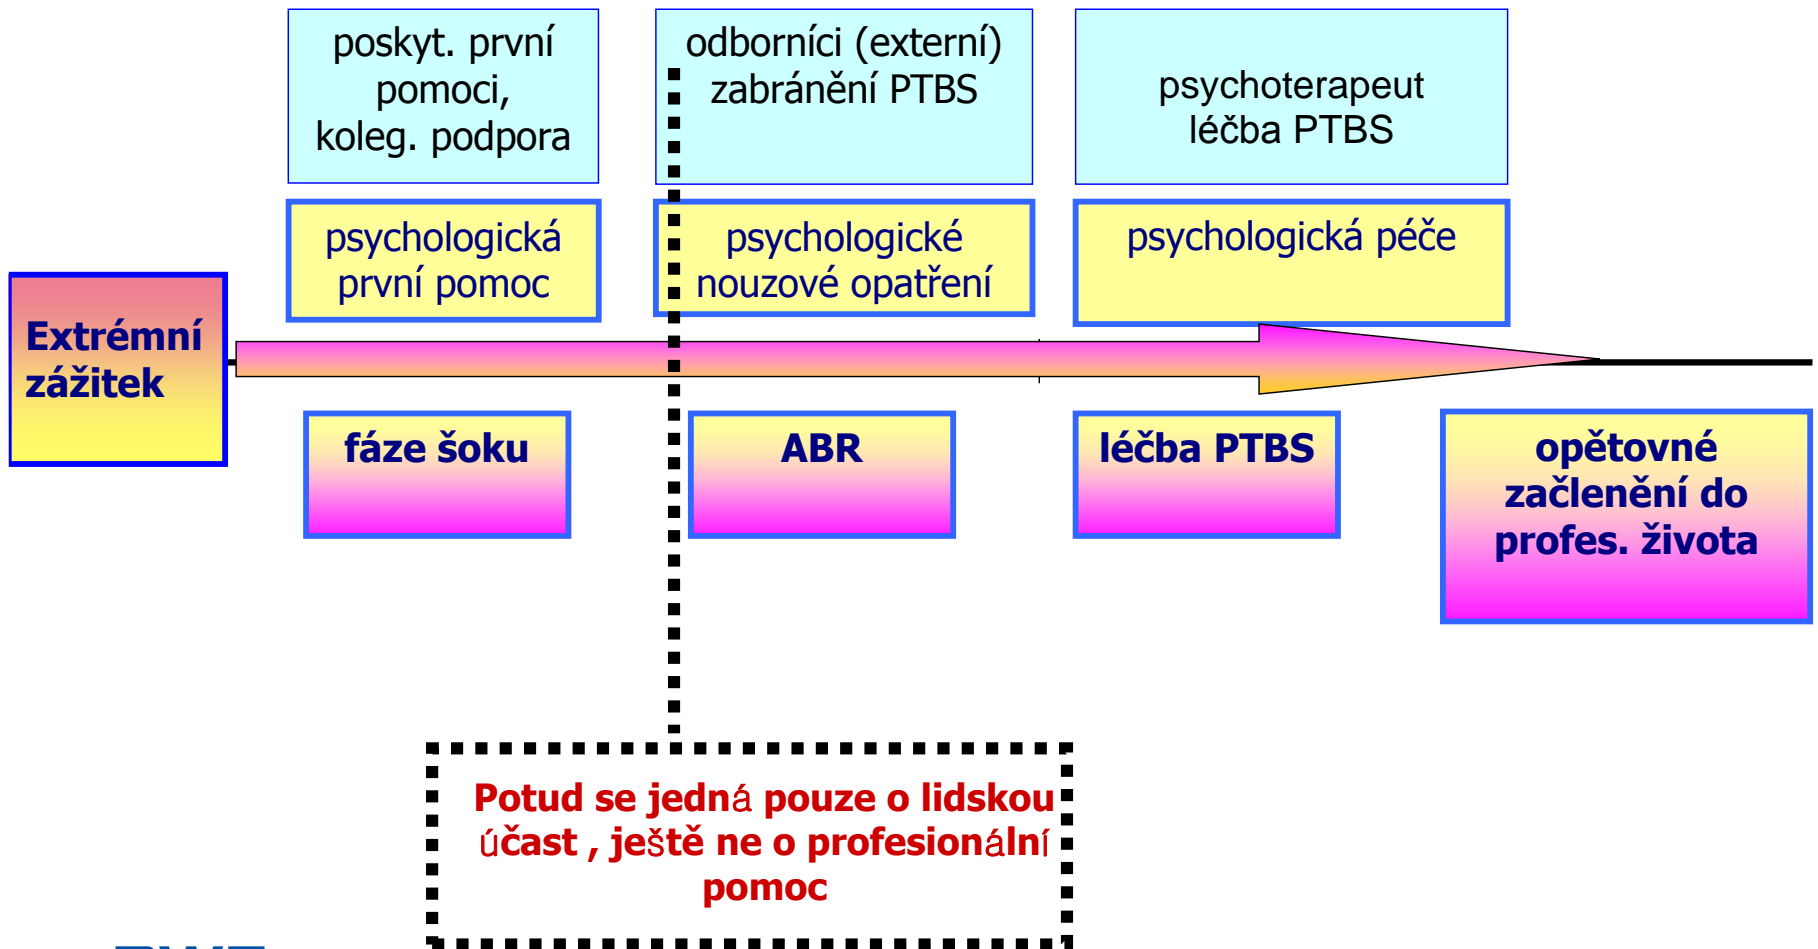 poskyt. první
pomoci,
koleg. podpora
odborníci (externí)
zabránění PTBS
psychoterapeut
léčba PTBS
psychologická
první pomoc
psychologické
nouzové opatření
psychologická péče
Extrémní
zážitek
fáze šoku
ABR
léčba PTBS
opětovné
začlenění do
profes. života
Potud se jedná pouze o lidskou
účast , ještě ne o profesionální
pomoc